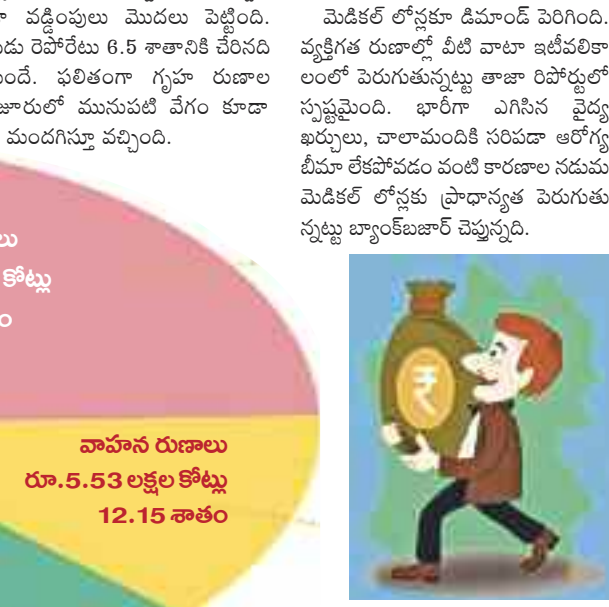 వడ్డింపులు మొదలు పెట్టింది.
రెపోరేటు 6.5 శాతానికి చేరినది
ఫలితంగా గృహ రుణాల
మునుపటి వేగం కూడా
మందగిస్తూ వచ్చింది.
మెడికల్ లోన్లకూ డిమాండ్ పెరిగింది.
వ్యక్తిగత రుణాల్లో వీటి వాటా ఇటీవలికా
లంలో పెరుగుతున్నట్టు తాజా రిపోర్టులో
స్పష్టమైంది. భారీగా ఎగిసిన వైద్య
ఖర్చులు, చాలామందికి సరిపడా ఆరోగ్య
బీమా లేకపోవడం వంటి కారణాల నడుమ
మెడికల్ లోన్లకు ప్రాధాన్యత పెరుగుతు
న్నట్టు బ్యాంక్‌బజార్ చెప్తున్నది.
కోట్లు
వాహన రుణాలు
రూ.5.53 లక్షల కోట్లు
12.15 శాతం
₹